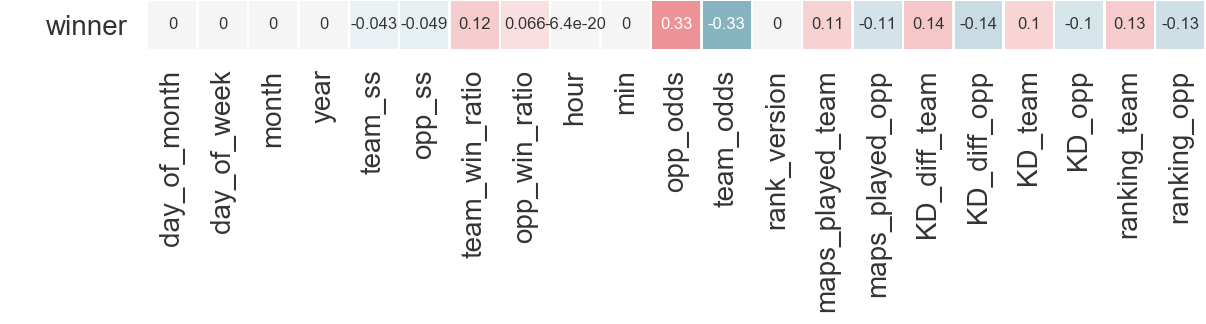 winner
0 0 0 0 -0.043 -0.049 0.12 0.066 -6.4e-20 0 0.33 -0.33 0 0.11 -0.11 0.14 -0.14 0.1 -0.1 0.13 -0.13
day_of_month
day_of_week
month
year
team_ss
opp_ss
team_win_ratio
opp_win_ratio
hour
min
opp_odds
team_odds
rank_version
maps_played_team
maps_played_opp
KD_diff_team
KD_diff_opp
KD_team
KD_opp
ranking_team
ranking_opp